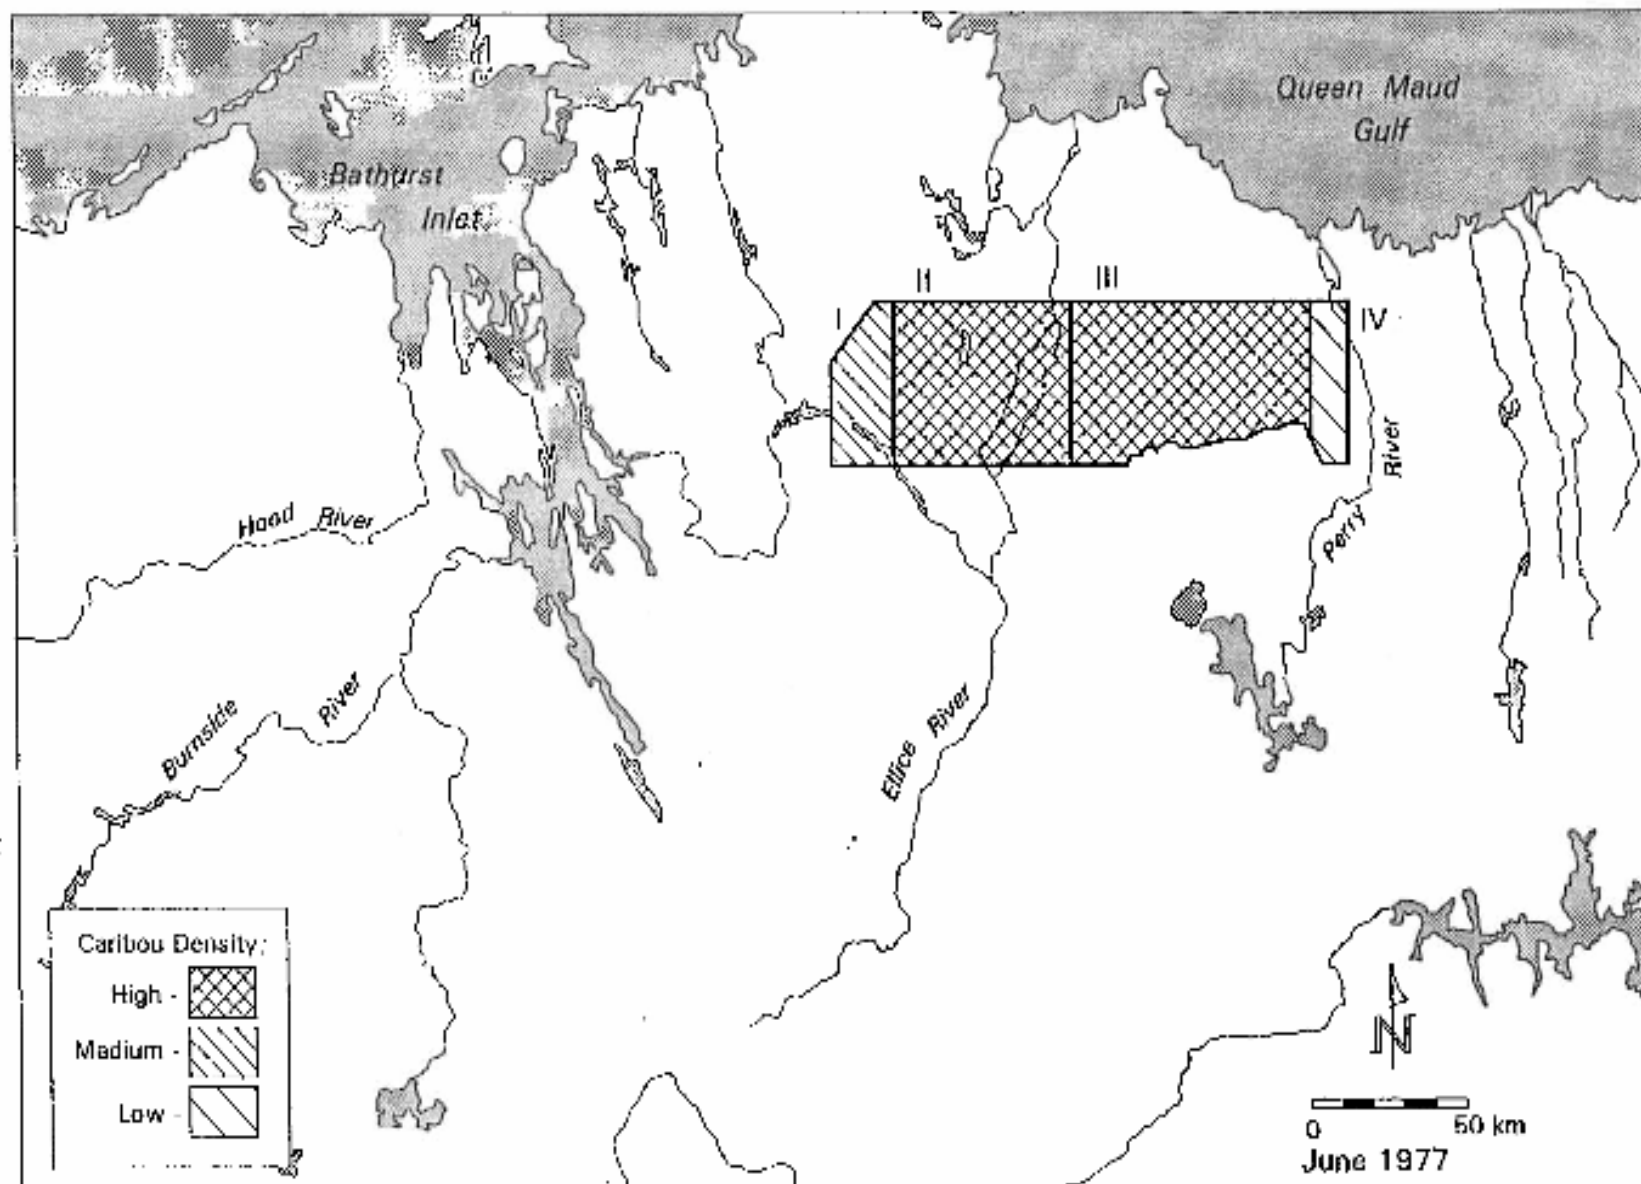 Queen Maud
Gulf
Bathurst
Inlet
II
III
I
IV
River
Perry
Hood River
Burnside River
Ellice River
Caribou Density:
High -
Madium -
Low -
N
0 50 km
June 1977